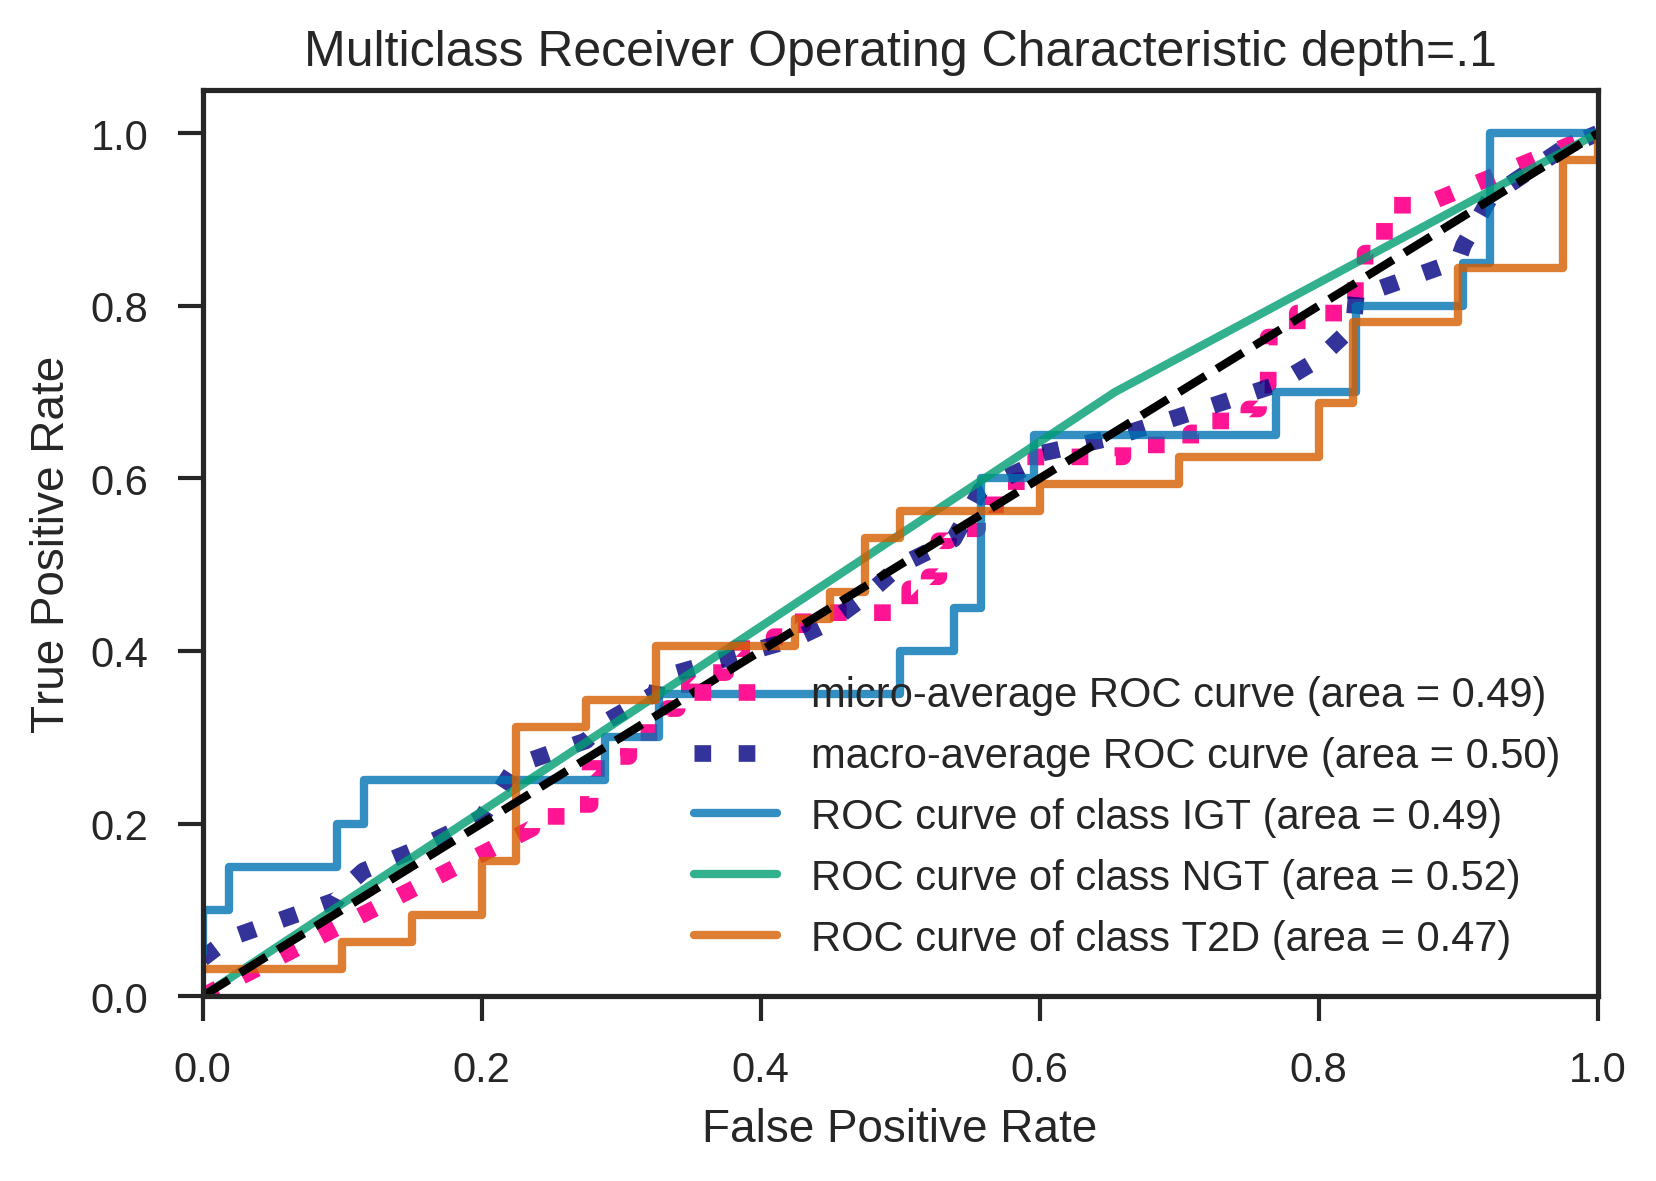 Multiclass Receiver Operating Characteristic depth=.1
True Positive Rate
1.0
0.8
0.6
0.4
0.2
0.0
micro-average ROC curve (area = 0.49)
macro-average ROC curve (area = 0.50)
ROC curve of class IGT (area = 0.49)
ROC curve of class NGT (area = 0.52)
ROC curve of class T2D (area = 0.47)
0.0 0.2 0.4 0.6 0.8 1.0
False Positive Rate